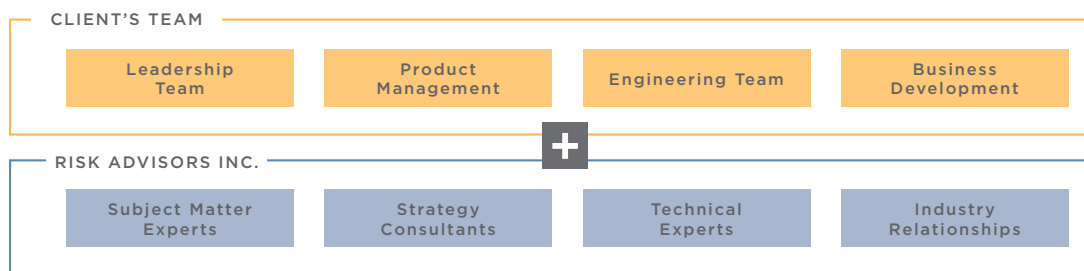 CLIENT’S TEAM
Leadership
Team
Product
Management
Engineering Team
Business
Development
+
RISK ADVISORS INC.
Subject Matter
Experts
Strategy
Consultants
Technical
Experts
Industry
Relationships